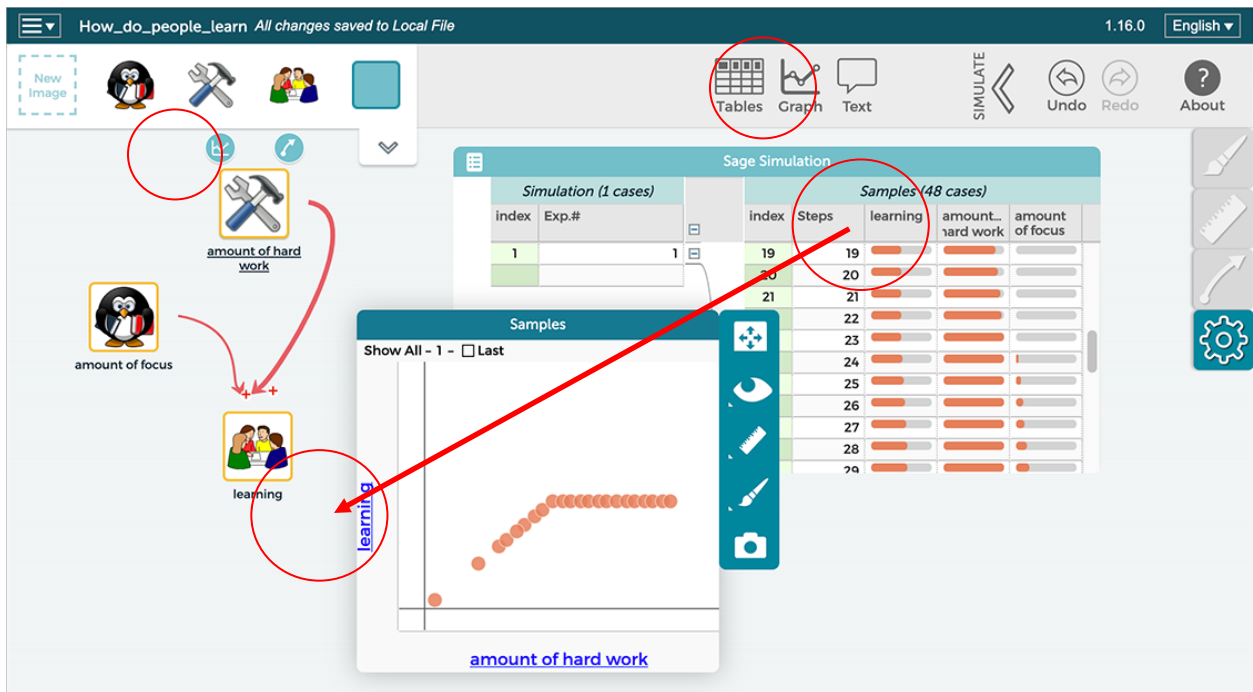 How_do_people_learn All changes saved to Local File 1.16.0 English
New
Image
Tables Graph Text SIMULATE Undo Redo About
amount of hard
work
amount of focus
learning
Sage Simulation
Simulation (1 cases) Samples (48 cases)
index Exp.# index Steps learning amount... amount
hard work of focus
1 1 19 19
20 20
21 21
22
23
24
25
26
27
28
29
Samples
Show All – 1 – Last
learning
amount of hard work